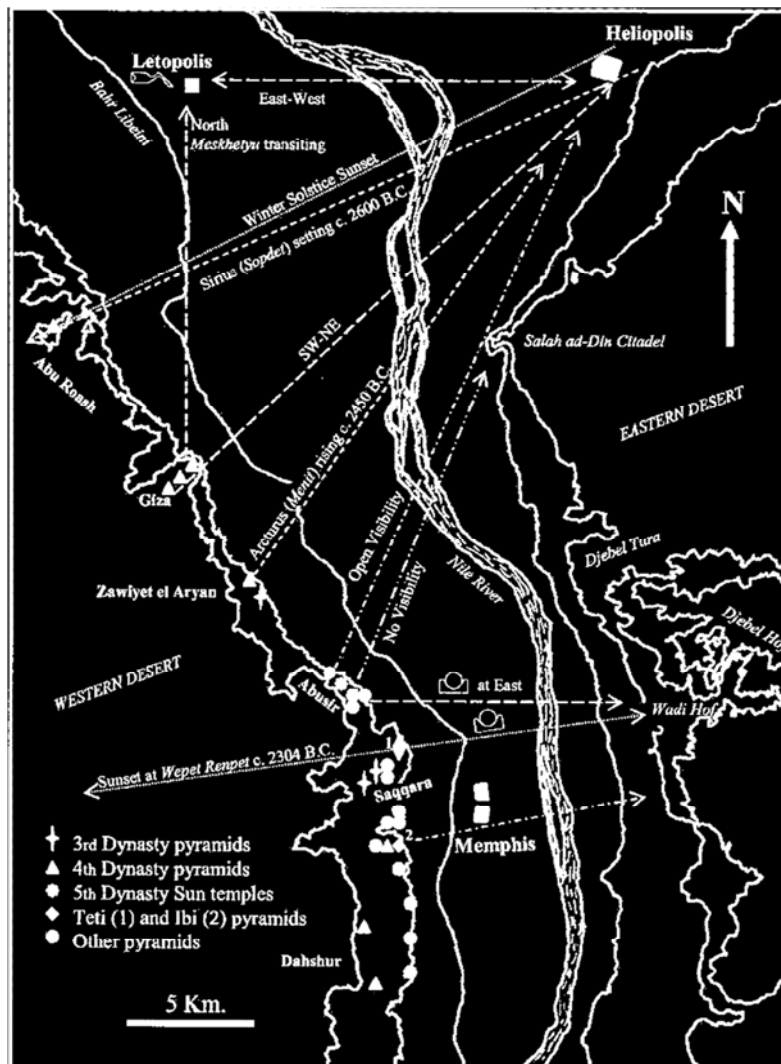 Heliopolis
Letopolis
East-West
Bahr Libeini
North
Meskhetyu transiting
Winter Solstice Sunset
Sirius (Sopdet) setting c. 2600 B.C.
N
SW-NE
Salah ad-Din Citadel
Abu Roash
EASTERN DESERT
Arcturus (Menit) rising c. 2450 B.C.
Giza
Open Visibility
No Visibility
Djebel Tura
Nile River
Zawiyet el Aryan
Djebel Hof
WESTERN DESERT
Abusir
at East
Wadi Hof
Sunset at Wepet Renpet c. 2304 B.C.
1
Saqqara
2
Memphis
3rd Dynasty pyramids
4th Dynasty pyramids
5th Dynasty Sun temples
Teti (1) and Ibi (2) pyramids
Other pyramids
Dahshur
5 Km.